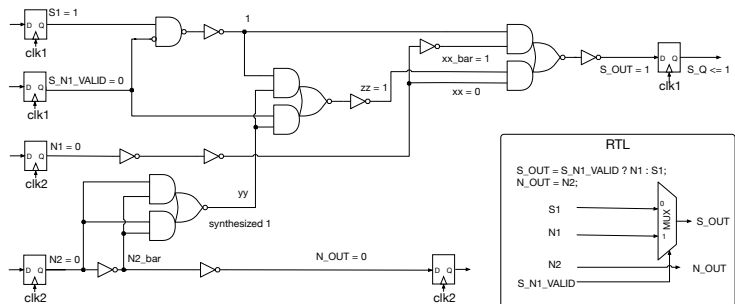 S1 = 1
D Q
clk1
1
S_N1_VALID = 0
D Q
clk1
xx_bar = 1
zz = 1
xx = 0
S_OUT = 1
D Q
clk1
S_Q <= 1
N1 = 0
D Q
clk2
yy
synthesized 1
N2 = 0
D Q
clk2
N2_bar
N_OUT = 0
D Q
clk2
RTL
S_OUT = S_N1_VALID ? N1 : S1;
N_OUT = N2;
S1
0
MUX
S_OUT
N1
1
N2
N_OUT
S_N1_VALID